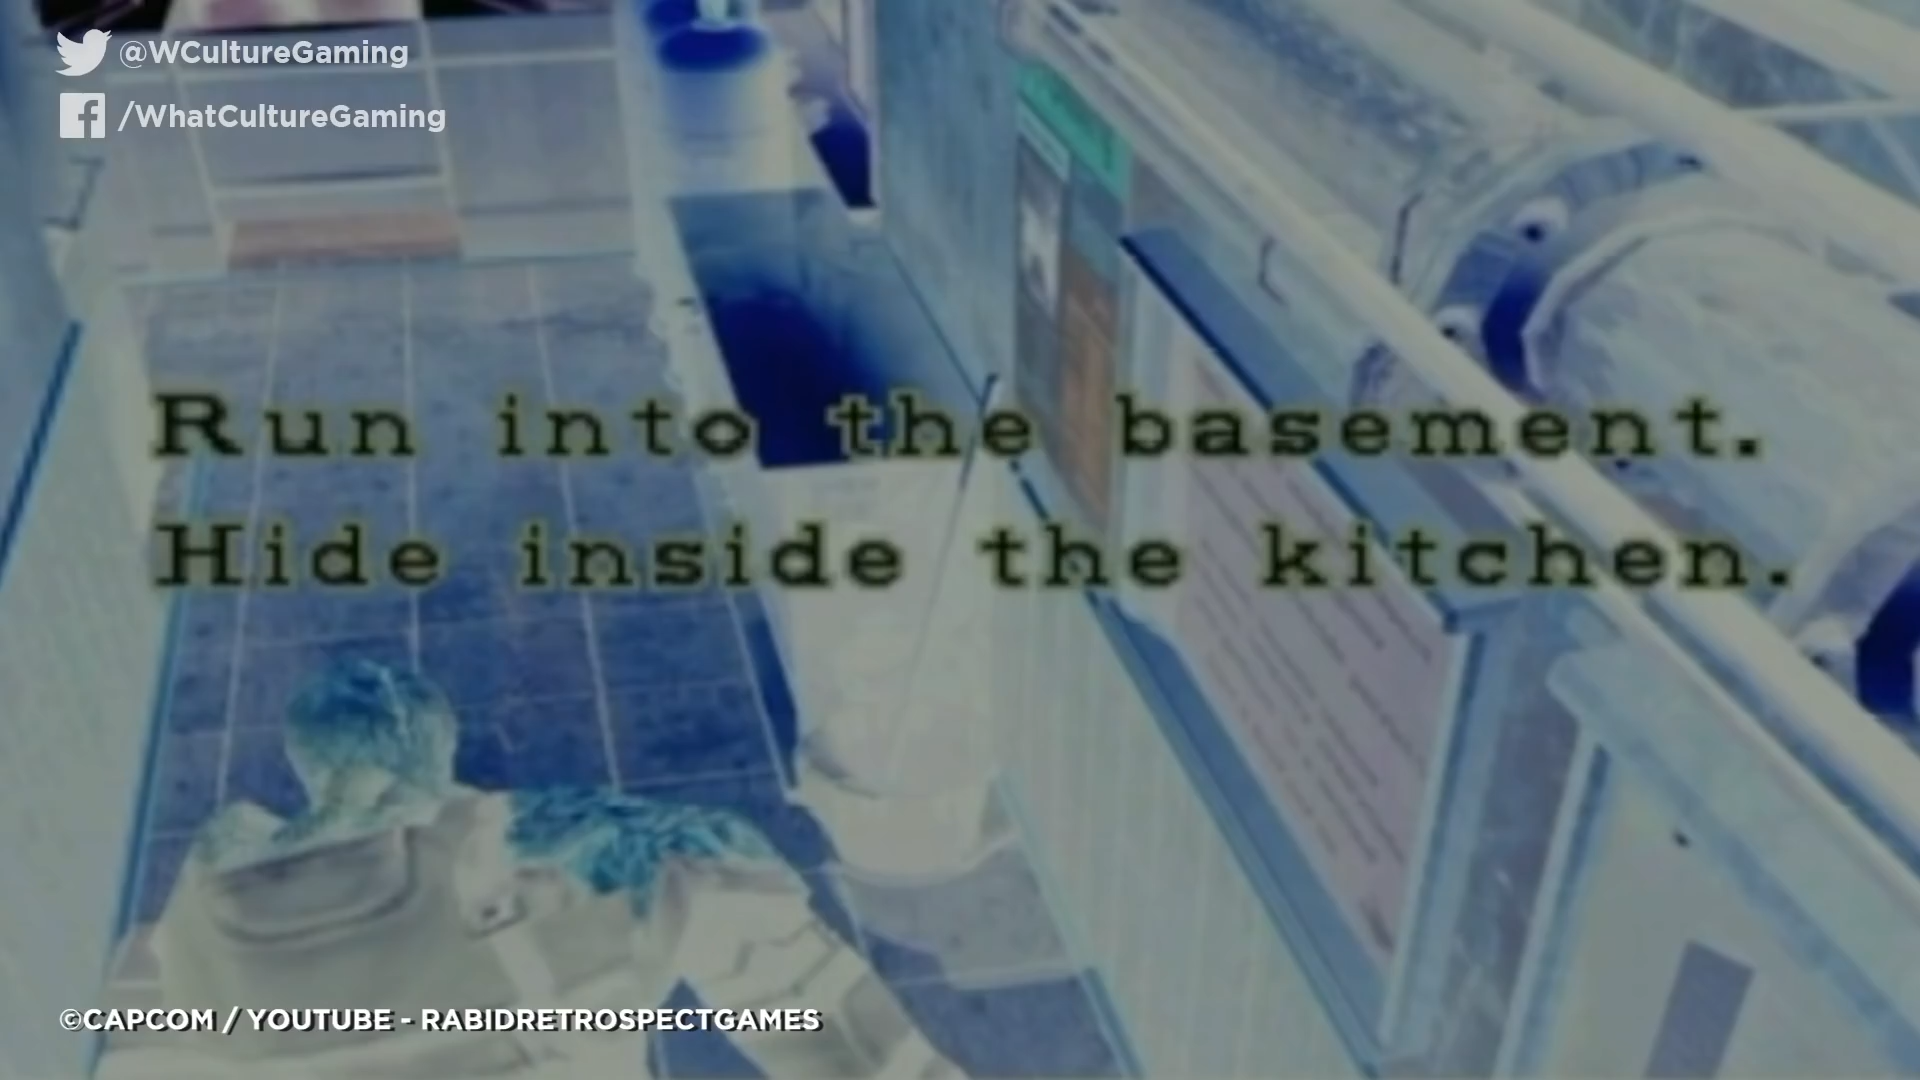 @WCultureGaming
/WhatCultureGaming
Run into the basement.
Hide inside the kitchen.
©CAPCOM / YOUTUBE - RABIDRETROSPECTGAMES